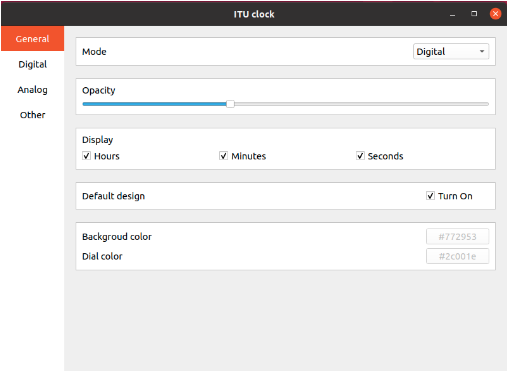 ITU clock
General
Digital
Analog
Other
Mode
Digital
Opacity
Display
Hours Minutes Seconds
Default design
Turn On
Backgroud color
#772953
Dial color
#2c001e